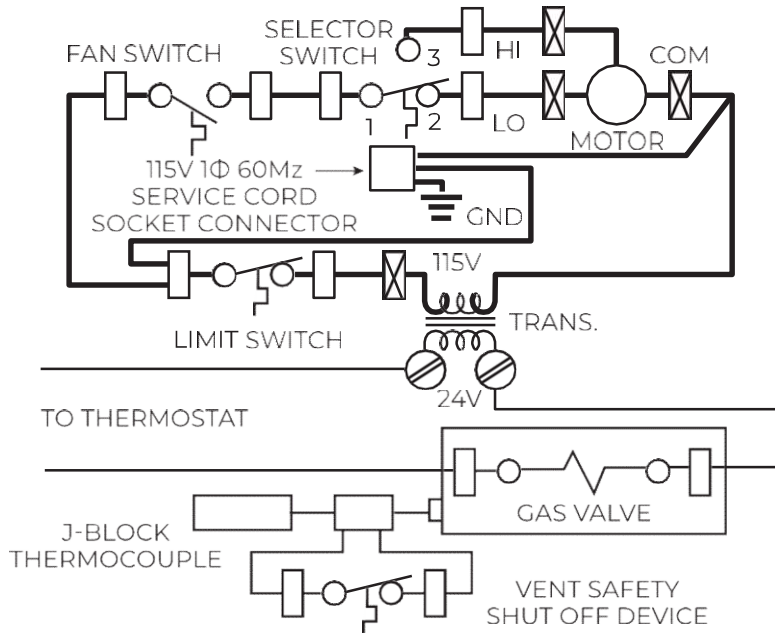 FAN SWITCH
SELECTOR
SWITCH
3
HI
COM
1
2
LO
MOTOR
115V 1Φ 60Mz
SERVICE CORD
SOCKET CONNECTOR
GND
115V
LIMIT SWITCH
TRANS.
24V
TO THERMOSTAT
GAS VALVE
J-BLOCK
THERMOCOUPLE
VENT SAFETY
SHUT OFF DEVICE